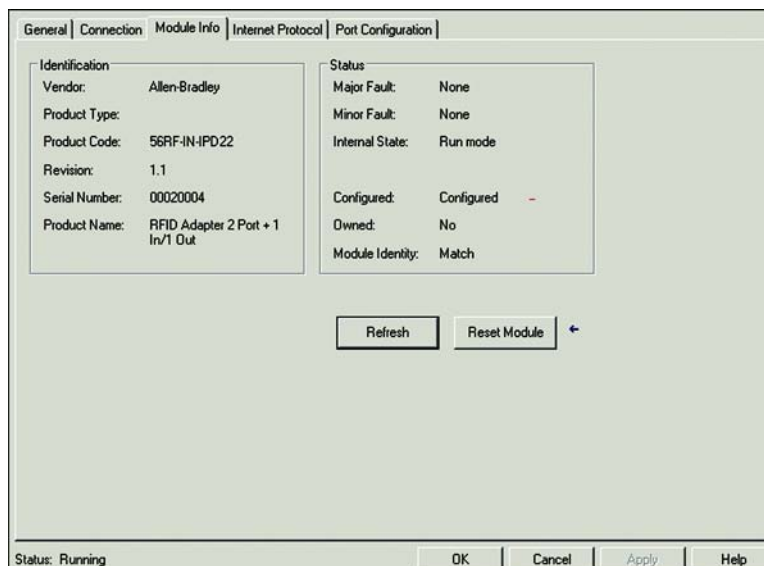 General
Connection
Module Info
Internet Protocol
Port Configuration
Identification
Vendor: Allen-Bradley
Product Type:
Product Code: 56RF-IN-IPD22
Revision: 1.1
Serial Number: 00020004
Product Name: RFID Adapter 2 Port + 1
In/1 Out
Status
Major Fault: None
Minor Fault: None
Internal State: Run mode
Configured: Configured
Owned: No
Module Identity: Match
Refresh
Reset Module
Status: Running
OK
Cancel
Apply
Help